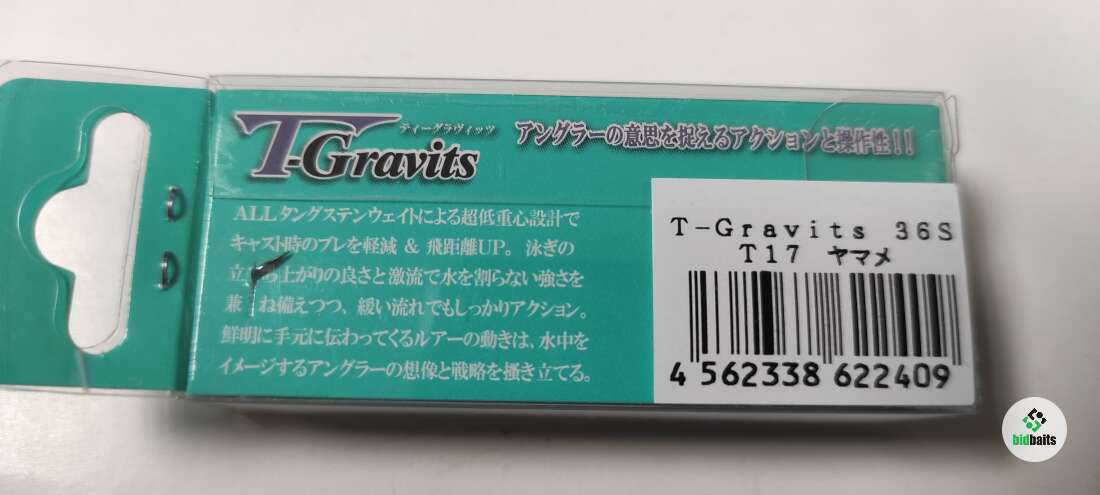 ティーグラヴィッツ
T-Gravits
アングラーの意思を捉えるアクションと操作性!!
ALLタングステンウェイトによる超低重心設計で
キャスト時のブレを軽減 & 飛距離UP。泳ぎの
立ち上がりの良さと激流で水を割らない強さを
兼ね備えつつ、緩い流れでもしっかりアクション。
鮮明に手元に伝わってくるルアーの動きは、水中を
イメージするアングラーの想像と戦略を掻き立てる。
T-Gravits 36S
T17 ヤマメ
4 562338 622409
bidbaits